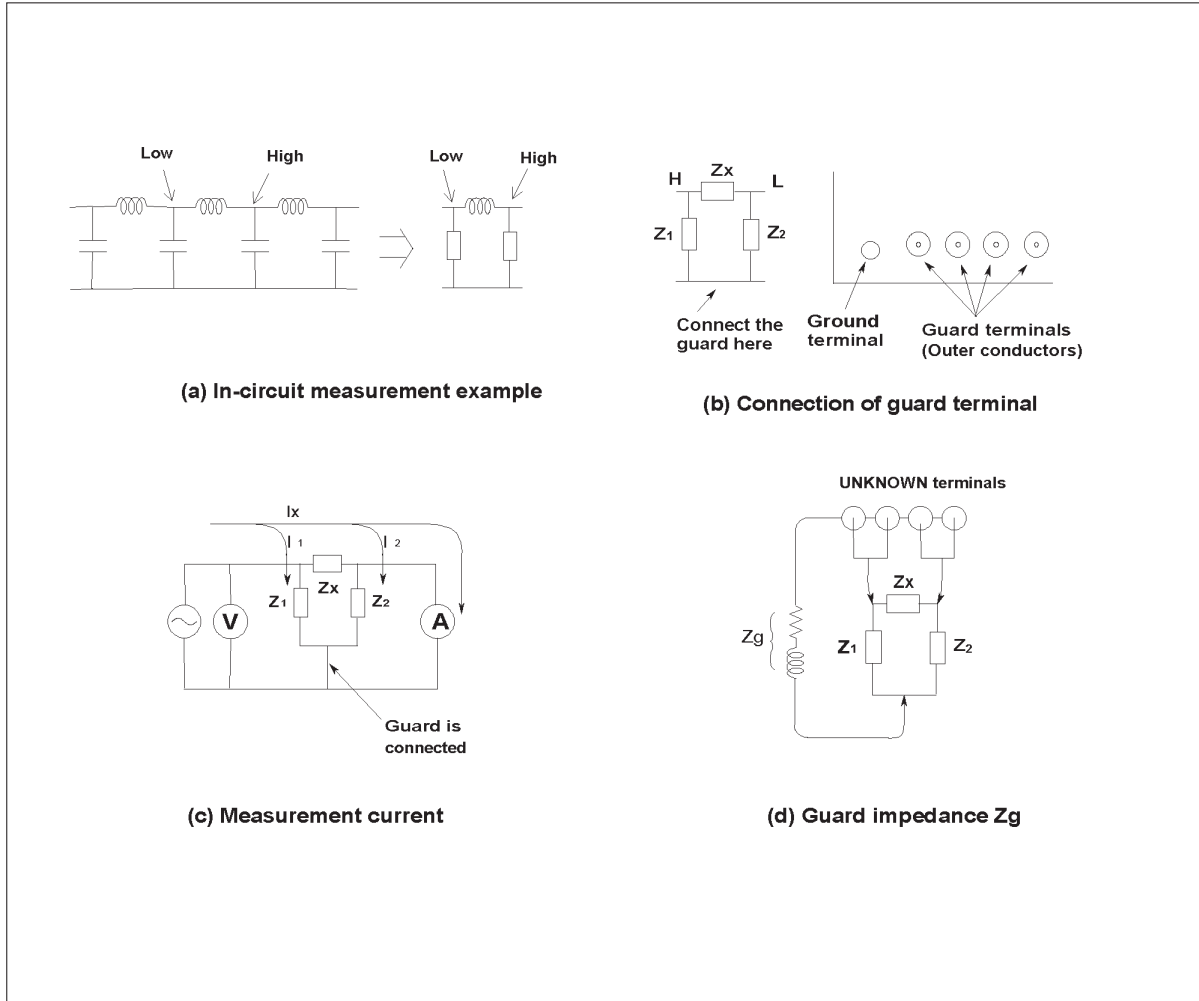 Low
High
Low
High
(a) In-circuit measurement example
H
Zx
L
Z1
Z2
Connect the
guard here
Ground
terminal
Guard terminals
(Outer conductors)
(b) Connection of guard terminal
Ix
I 1
I 2
Zx
Z1
Z2
V
A
Guard is
connected
(c) Measurement current
UNKNOWN terminals
Zx
Zg
Z1
Z2
(d) Guard impedance Zg